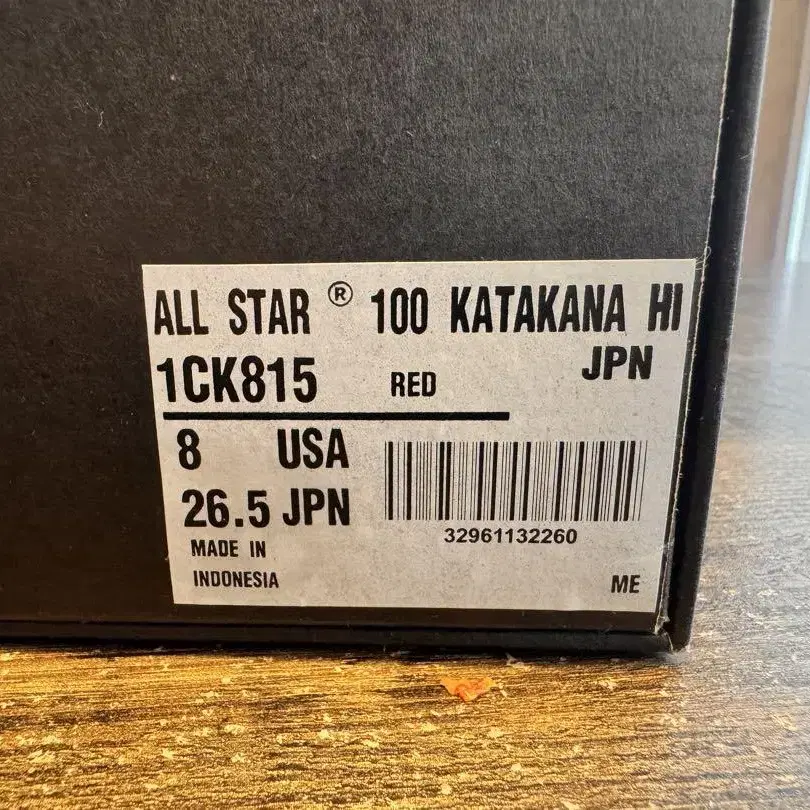 ALL STAR ® 100 KATAKANA HI
JPN
1CK815 RED
8 USA
26.5 JPN
32961132260
MADE IN
INDONESIA
ME